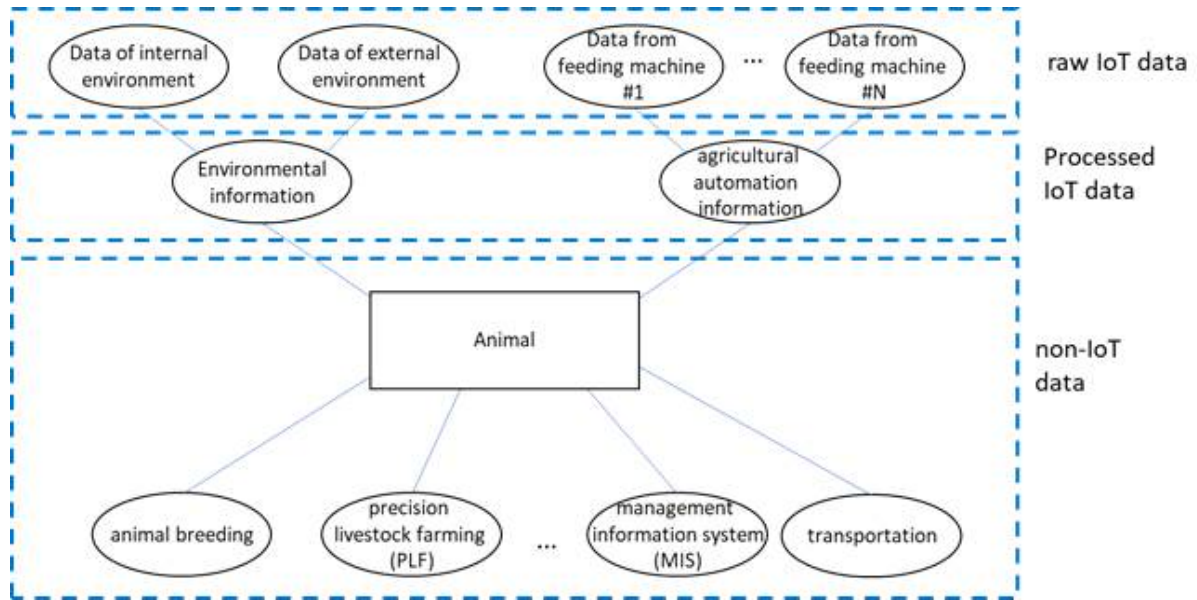 Data of internal
environment
Data of external
environment
Data from
feeding machine
#1
...
Data from
feeding machine
#N
raw IoT data
Environmental
information
agricultural
automation
information
Processed
IoT data
Animal
non-IoT
data
animal breeding
precision
livestock farming
(PLF)
...
management
information system
(MIS)
transportation